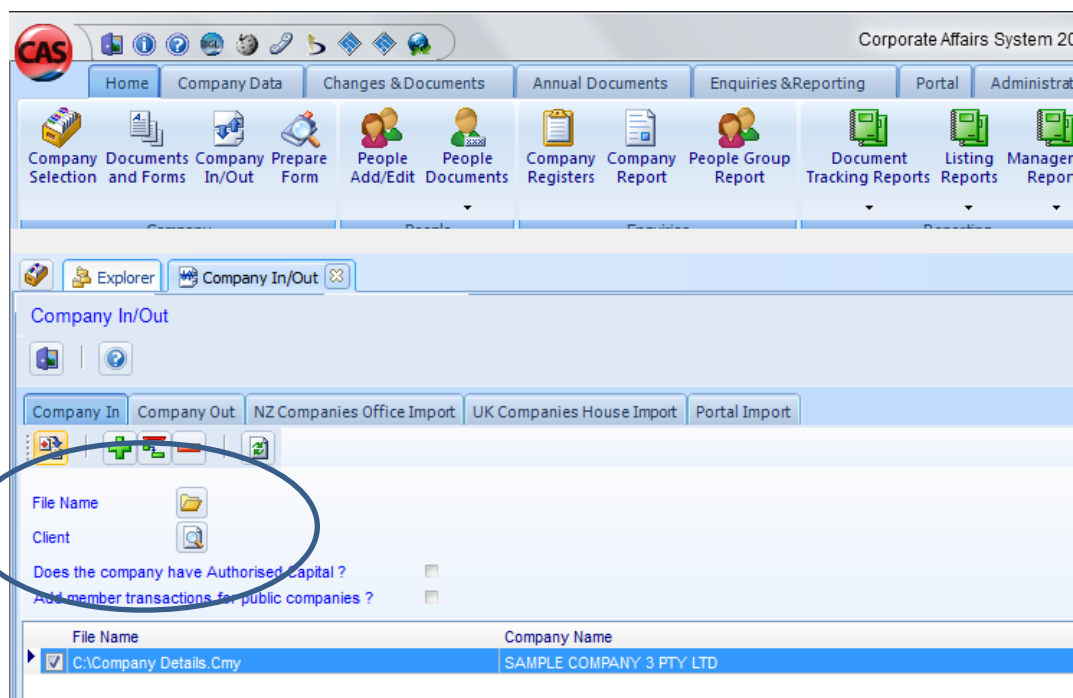 CAS
BGL
Corporate Affairs System 20
Home Company Data Changes &Documents Annual Documents Enquiries &Reporting Portal Administrat
Company Selection Documents and Forms Company In/Out Prepare Form People Add/Edit People Documents Company Registers Company Report People Group Report Document Tracking Reports Listing Reports Manager Repor
Explorer Company In/Out
Company In/Out
Company In Company Out NZ Companies Office Import UK Companies House Import Portal Import
File Name
Client
Does the company have Authorised Capital ?
Add member transactions for public companies ?
File Name Company Name
C:\Company Details.Cmy SAMPLE COMPANY 3 PTY LTD